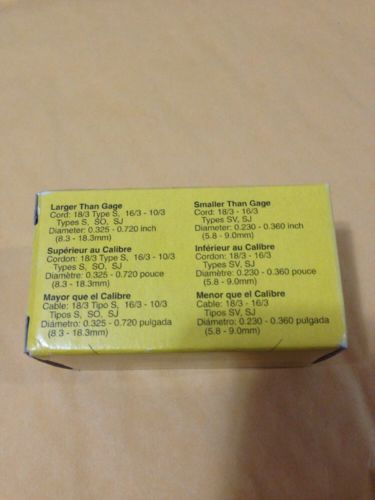 Larger Than Gage
Cord: 18/3 Type S, 16/3 - 10/3
Types S, SO, SJ
Diameter: 0.325 - 0.720 inch
(8.3 - 18.3mm)
Supérieur au Calibre
Cordon: 18/3 Type S, 16/3 - 10/3
Types S, SO, SJ
Diamètre: 0.325 - 0.720 pouce
(8.3 - 18.3mm)
Mayor que el Calibre
Cable: 18/3 Tipo S, 16/3 - 10/3
Tipos S, SO, SJ
Diámetro: 0.325 - 0.720 pulgada
(8.3 - 18.3mm)
Smaller Than Gage
Cord: 18/3 - 16/3
Types SV, SJ
Diameter: 0.230 - 0.360 inch
(5.8 - 9.0mm)
Inférieur au Calibre
Cordon: 18/3 - 16/3
Types SV, SJ
Diamètre: 0.230 - 0.360 pouce
(5.8 - 9.0mm)
Menor que el Calibre
Cable: 18/3 - 16/3
Tipos SV, SJ
Diámetro: 0.230 - 0.360 pulgada
(5.8 - 9.0mm)